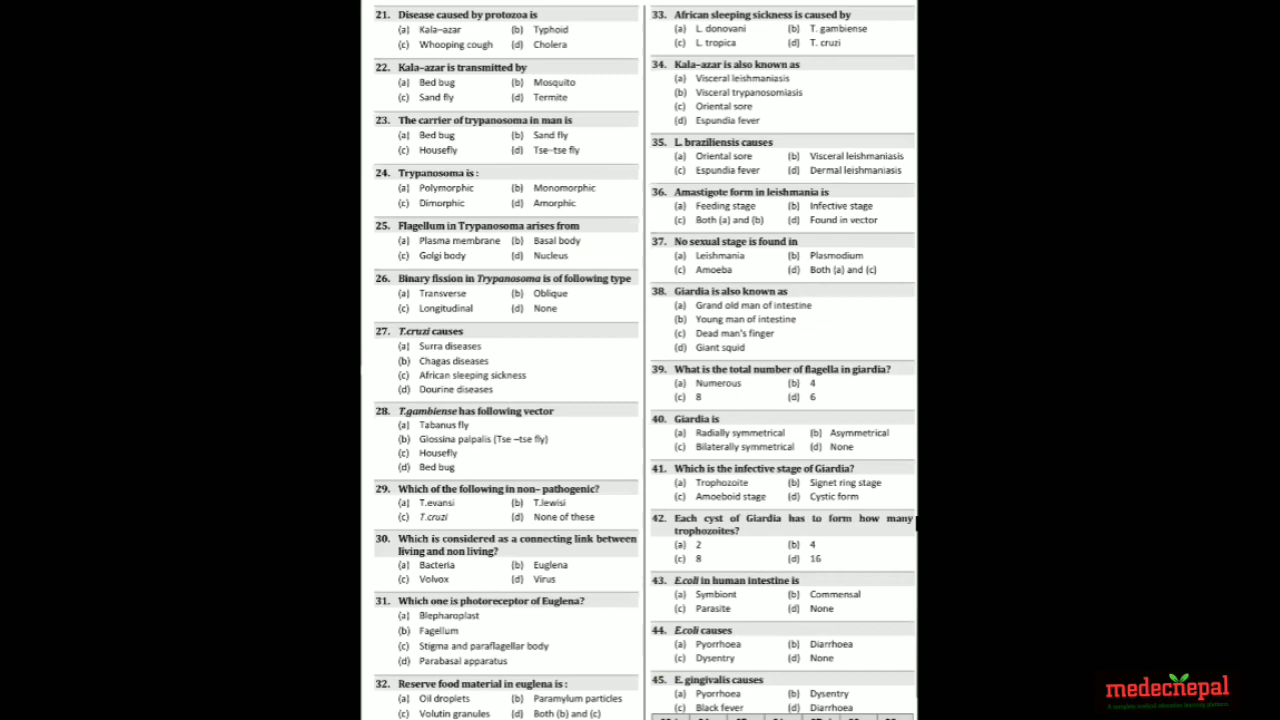 21. Disease caused by protozoa is
(a) Kala–azar (b) Typhoid
(c) Whooping cough (d) Cholera
22. Kala–azar is transmitted by
(a) Bed bug (b) Mosquito
(c) Sand fly (d) Termite
23. The carrier of trypanosoma in man is
(a) Bed bug (b) Sand fly
(c) Housefly (d) Tse–tse fly
24. Trypanosoma is :
(a) Polymorphic (b) Monomorphic
(c) Dimorphic (d) Amorphic
25. Flagellum in Trypanosoma arises from
(a) Plasma membrane (b) Basal body
(c) Golgi body (d) Nucleus
26. Binary fission in Trypanosoma is of following type
(a) Transverse (b) Oblique
(c) Longitudinal (d) None
27. T.cruzi causes
(a) Surra diseases
(b) Chagas diseases
(c) African sleeping sickness
(d) Dourine diseases
28. T.gambiense has following vector
(a) Tabanus fly
(b) Glossina palpalis (Tse –tse fly)
(c) Housefly
(d) Bed bug
29. Which of the following in non– pathogenic?
(a) T.evansi (b) T.lewisi
(c) T.cruzi (d) None of these
30. Which is considered as a connecting link between
living and non living?
(a) Bacteria (b) Euglena
(c) Volvox (d) Virus
31. Which one is photoreceptor of Euglena?
(a) Blepharoplast
(b) Fagellum
(c) Stigma and paraflagellar body
(d) Parabasal apparatus
32. Reserve food material in euglena is :
(a) Oil droplets (b) Paramylum particles
(c) Volutin granules (d) Both (b) and (c)
33. African sleeping sickness is caused by
(a) L. donovani (b) T. gambiense
(c) L. tropica (d) T. cruzi
34. Kala–azar is also known as
(a) Visceral leishmaniasis
(b) Visceral trypanosomiasis
(c) Oriental sore
(d) Espundia fever
35. L. braziliensis causes
(a) Oriental sore (b) Visceral leishmaniasis
(c) Espundia fever (d) Dermal leishmaniasis
36. Amastigote form in leishmania is
(a) Feeding stage (b) Infective stage
(c) Both (a) and (b) (d) Found in vector
37. No sexual stage is found in
(a) Leishmania (b) Plasmodium
(c) Amoeba (d) Both (a) and (c)
38. Giardia is also known as
(a) Grand old man of intestine
(b) Young man of intestine
(c) Dead man's finger
(d) Giant squid
39. What is the total number of flagella in giardia?
(a) Numerous (b) 4
(c) 8 (d) 6
40. Giardia is
(a) Radially symmetrical (b) Asymmetrical
(c) Bilaterally symmetrical (d) None
41. Which is the infective stage of Giardia?
(a) Trophozoite (b) Signet ring stage
(c) Amoeboid stage (d) Cystic form
42. Each cyst of Giardia has to form how many
trophozoites?
(a) 2 (b) 4
(c) 8 (d) 16
43. E.coli in human intestine is
(a) Symbiont (b) Commensal
(c) Parasite (d) None
44. E.coli causes
(a) Pyorrhoea (b) Diarrhoea
(c) Dysentry (d) None
45. E. gingivalis causes
(a) Pyorrhoea (b) Dysentry
(c) Black fever (d) Diarrhoea
medecnepal
A complete medical education learning platform